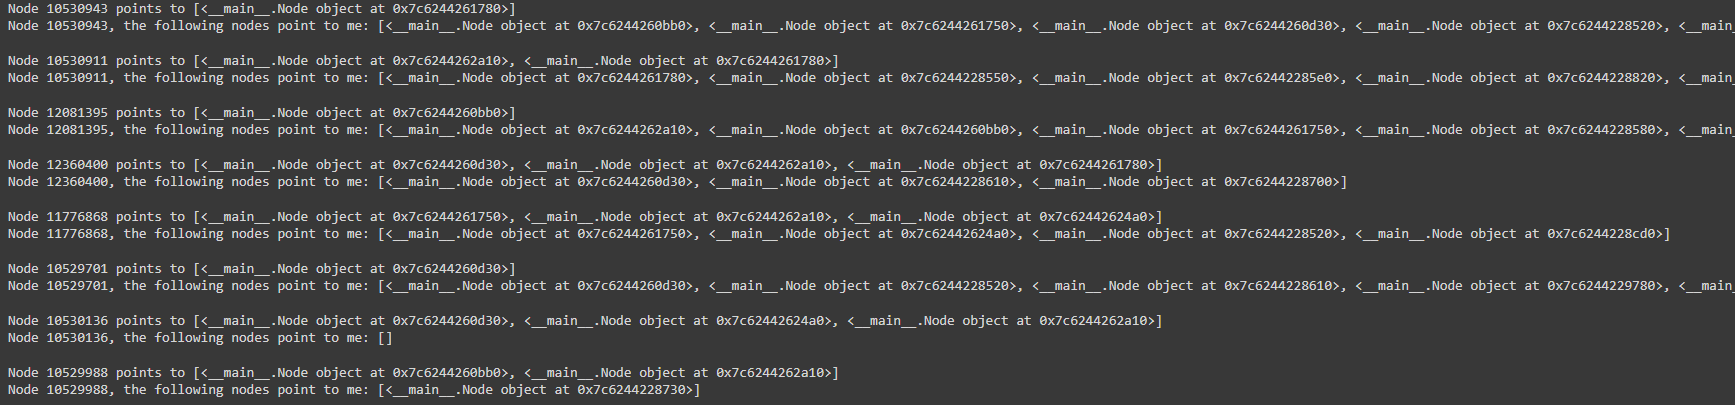 Node 10530943 points to [<__main__.Node object at 0x7c6244261780>]
Node 10530943, the following nodes point to me: [<__main__.Node object at 0x7c6244260bb0>, <__main__.Node object at 0x7c6244261750>, <__main__.Node object at 0x7c6244260d30>, <__main__.Node object at 0x7c6244228520>, <__m
Node 10530911 points to [<__main__.Node object at 0x7c6244262a10>, <__main__.Node object at 0x7c6244261780>]
Node 10530911, the following nodes point to me: [<__main__.Node object at 0x7c6244261780>, <__main__.Node object at 0x7c6244228550>, <__main__.Node object at 0x7c62442285e0>, <__main__.Node object at 0x7c6244228820>, <__main_
Node 12081395 points to [<__main__.Node object at 0x7c6244260bb0>]
Node 12081395, the following nodes point to me: [<__main__.Node object at 0x7c6244262a10>, <__main__.Node object at 0x7c6244260bb0>, <__main__.Node object at 0x7c6244261750>, <__main__.Node object at 0x7c6244228580>, <__main_
Node 12360400 points to [<__main__.Node object at 0x7c6244260d30>, <__main__.Node object at 0x7c6244262a10>, <__main__.Node object at 0x7c6244261780>]
Node 12360400, the following nodes point to me: [<__main__.Node object at 0x7c6244260d30>, <__main__.Node object at 0x7c6244228610>, <__main__.Node object at 0x7c6244228700>]
Node 11776868 points to [<__main__.Node object at 0x7c6244261750>, <__main__.Node object at 0x7c6244262a10>, <__main__.Node object at 0x7c62442624a0>]
Node 11776868, the following nodes point to me: [<__main__.Node object at 0x7c6244261750>, <__main__.Node object at 0x7c62442624a0>, <__main__.Node object at 0x7c6244228520>, <__main__.Node object at 0x7c6244228cd0>]
Node 10529701 points to [<__main__.Node object at 0x7c6244260d30>]
Node 10529701, the following nodes point to me: [<__main__.Node object at 0x7c6244260d30>, <__main__.Node object at 0x7c6244228520>, <__main__.Node object at 0x7c6244228610>, <__main__.Node object at 0x7c6244229780>, <__main_
Node 10530136 points to [<__main__.Node object at 0x7c6244260d30>, <__main__.Node object at 0x7c62442624a0>, <__main__.Node object at 0x7c6244262a10>]
Node 10530136, the following nodes point to me: []
Node 10529988 points to [<__main__.Node object at 0x7c6244260bb0>, <__main__.Node object at 0x7c6244262a10>]
Node 10529988, the following nodes point to me: [<__main__.Node object at 0x7c6244228730>]